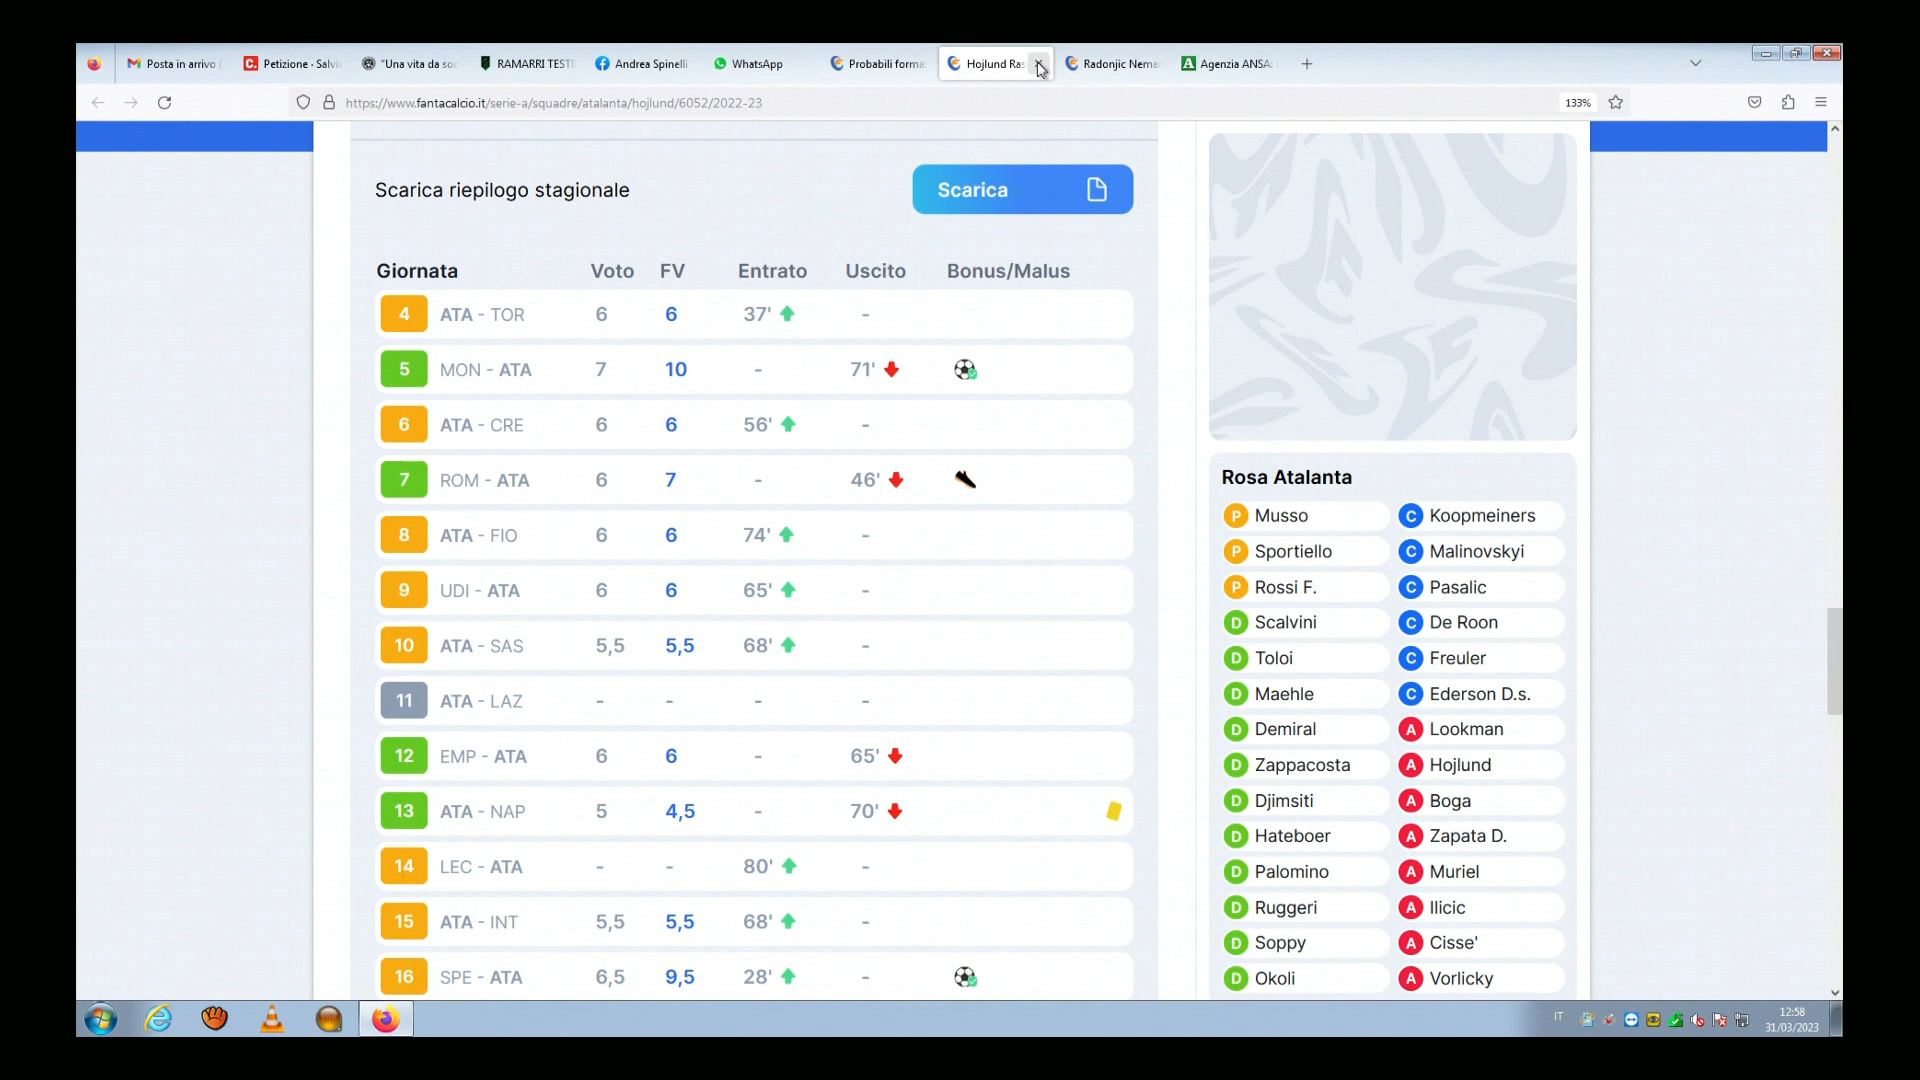 Posta in arrivo (
Petizione · Salvi
"Una vita da soc
RAMARRI TESTI
Andrea Spinelli
WhatsApp
Probabili forma
Hojlund Ras
Radonjic Nema
Agenzia ANSA:
https://www.fantacalcio.it/serie-a/squadre/atalanta/hojlund/6052/2022-23
133%
Scarica riepilogo stagionale
Scarica
Giornata Voto FV Entrato Uscito Bonus/Malus
4 ATA - TOR 6 6 37' -
5 MON - ATA 7 10 - 71'
6 ATA - CRE 6 6 56' -
7 ROM - ATA 6 7 - 46'
8 ATA - FIO 6 6 74' -
9 UDI - ATA 6 6 65' -
10 ATA - SAS 5,5 5,5 68' -
11 ATA - LAZ - - - -
12 EMP - ATA 6 6 - 65'
13 ATA - NAP 5 4,5 - 70'
14 LEC - ATA - - 80' -
15 ATA - INT 5,5 5,5 68' -
16 SPE - ATA 6,5 9,5 28' -
Rosa Atalanta
P Musso C Koopmeiners
P Sportiello C Malinovskyi
P Rossi F. C Pasalic
D Scalvini C De Roon
D Toloi C Freuler
D Maehle C Ederson D.s.
D Demiral A Lookman
D Zappacosta A Hojlund
D Djimsiti A Boga
D Hateboer A Zapata D.
D Palomino A Muriel
D Ruggeri A Ilicic
D Soppy A Cisse'
D Okoli A Vorlicky
IT
12:58
31/03/2023